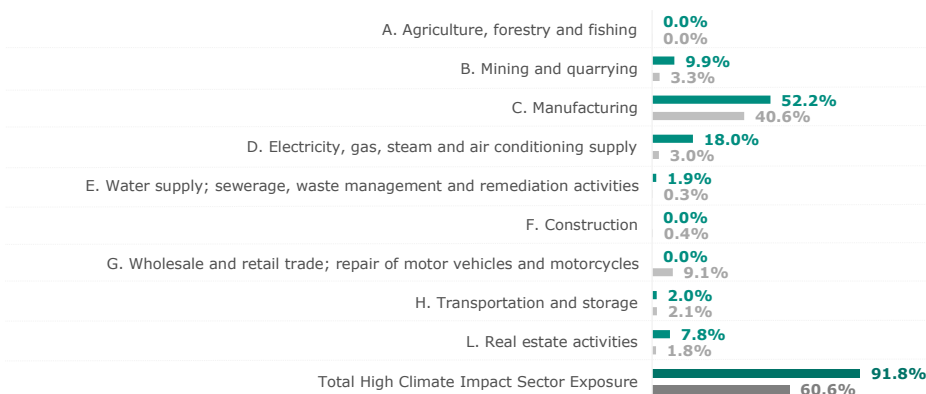 A. Agriculture, forestry and fishing
0.0%
0.0%
B. Mining and quarrying
9.9%
3.3%
C. Manufacturing
52.2%
40.6%
D. Electricity, gas, steam and air conditioning supply
18.0%
3.0%
E. Water supply; sewerage, waste management and remediation activities
1.9%
0.3%
F. Construction
0.0%
0.4%
G. Wholesale and retail trade; repair of motor vehicles and motorcycles
0.0%
9.1%
H. Transportation and storage
2.0%
2.1%
L. Real estate activities
7.8%
1.8%
Total High Climate Impact Sector Exposure
91.8%
60.6%